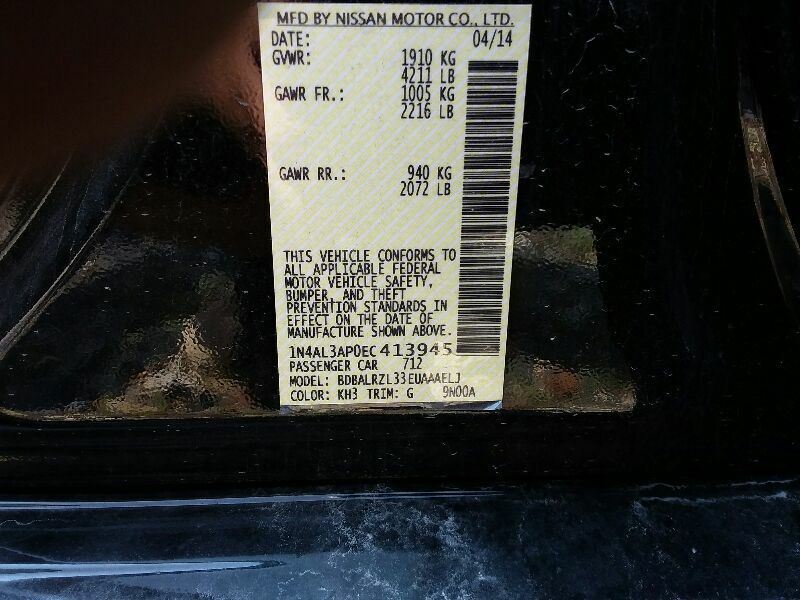 MFD BY NISSAN MOTOR CO., LTD.
DATE: 04/14
GVWR: 1910 KG
4211 LB
GAWR FR.: 1005 KG
2216 LB
GAWR RR.: 940 KG
2072 LB
THIS VEHICLE CONFORMS TO
ALL APPLICABLE FEDERAL
MOTOR VEHICLE SAFETY,
BUMPER, AND THEFT
PREVENTION STANDARDS IN
EFFECT ON THE DATE OF
MANUFACTURE SHOWN ABOVE.
1N4AL3AP0EC413945
PASSENGER CAR 712
MODEL: BDBALRZL33EUAAAELJ
COLOR: KH3 TRIM: G 9N00A